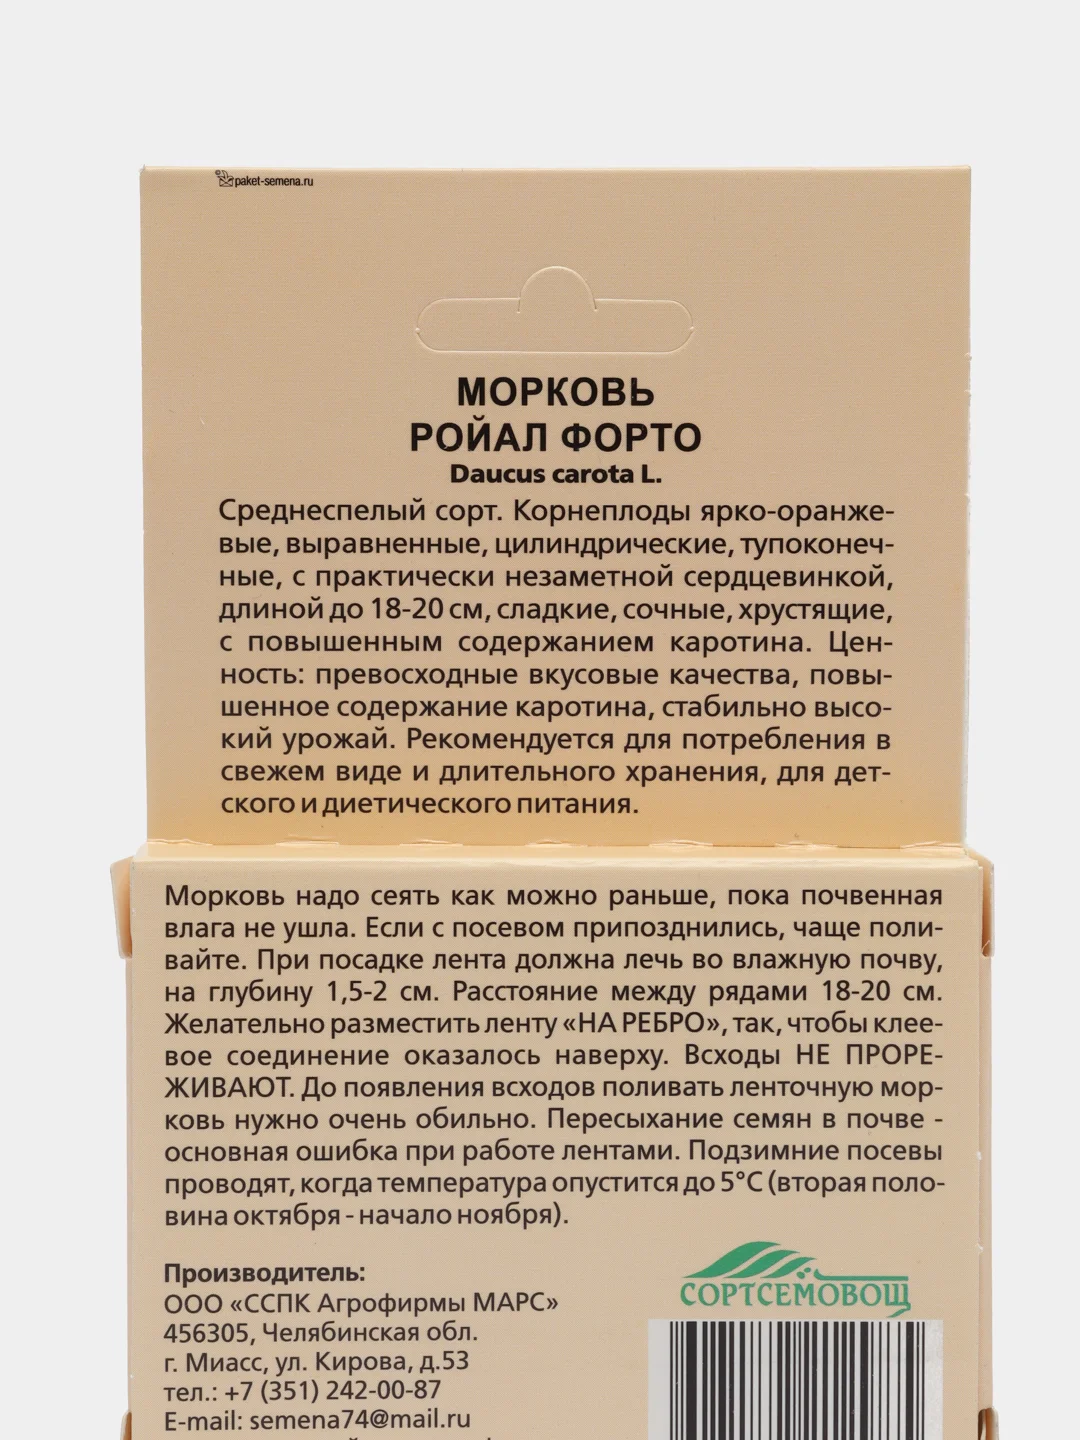 paket-semena.ru
МОРКОВЬ
РОЙАЛ ФОРТО
Daucus carota L.
Среднеспелый сорт. Корнеплоды ярко-оранже-
вые, выравненные, цилиндрические, тупоконеч-
ные, с практически незаметной сердцевинкой,
длиной до 18-20 см, сладкие, сочные, хрустящие,
с повышенным содержанием каротина. Цен-
ность: превосходные вкусовые качества, повы-
шенное содержание каротина, стабильно высо-
кий урожай. Рекомендуется для потребления в
свежем виде и длительного хранения, для дет-
ского и диетического питания.
Морковь надо сеять как можно раньше, пока почвенная
влага не ушла. Если с посевом припозднились, чаще поли-
вайте. При посадке лента должна лечь во влажную почву,
на глубину 1,5-2 см. Расстояние между рядами 18-20 см.
Желательно разместить ленту «НА РЕБРО», так, чтобы клее-
вое соединение оказалось наверху. Всходы НЕ ПРОРЕ-
ЖИВАЮТ. До появления всходов поливать ленточную мор-
ковь нужно очень обильно. Пересыхание семян в почве -
основная ошибка при работе лентами. Подзимние посевы
проводят, когда температура опустится до 5°С (вторая поло-
вина октября - начало ноября).
Производитель:
ООО «ССПК Агрофирмы МАРС»
456305, Челябинская обл.
г. Миасс, ул. Кирова, д.53
тел.: +7 (351) 242-00-87
E-mail: semena74@mail.ru
СОРТСЕМОВОЩ